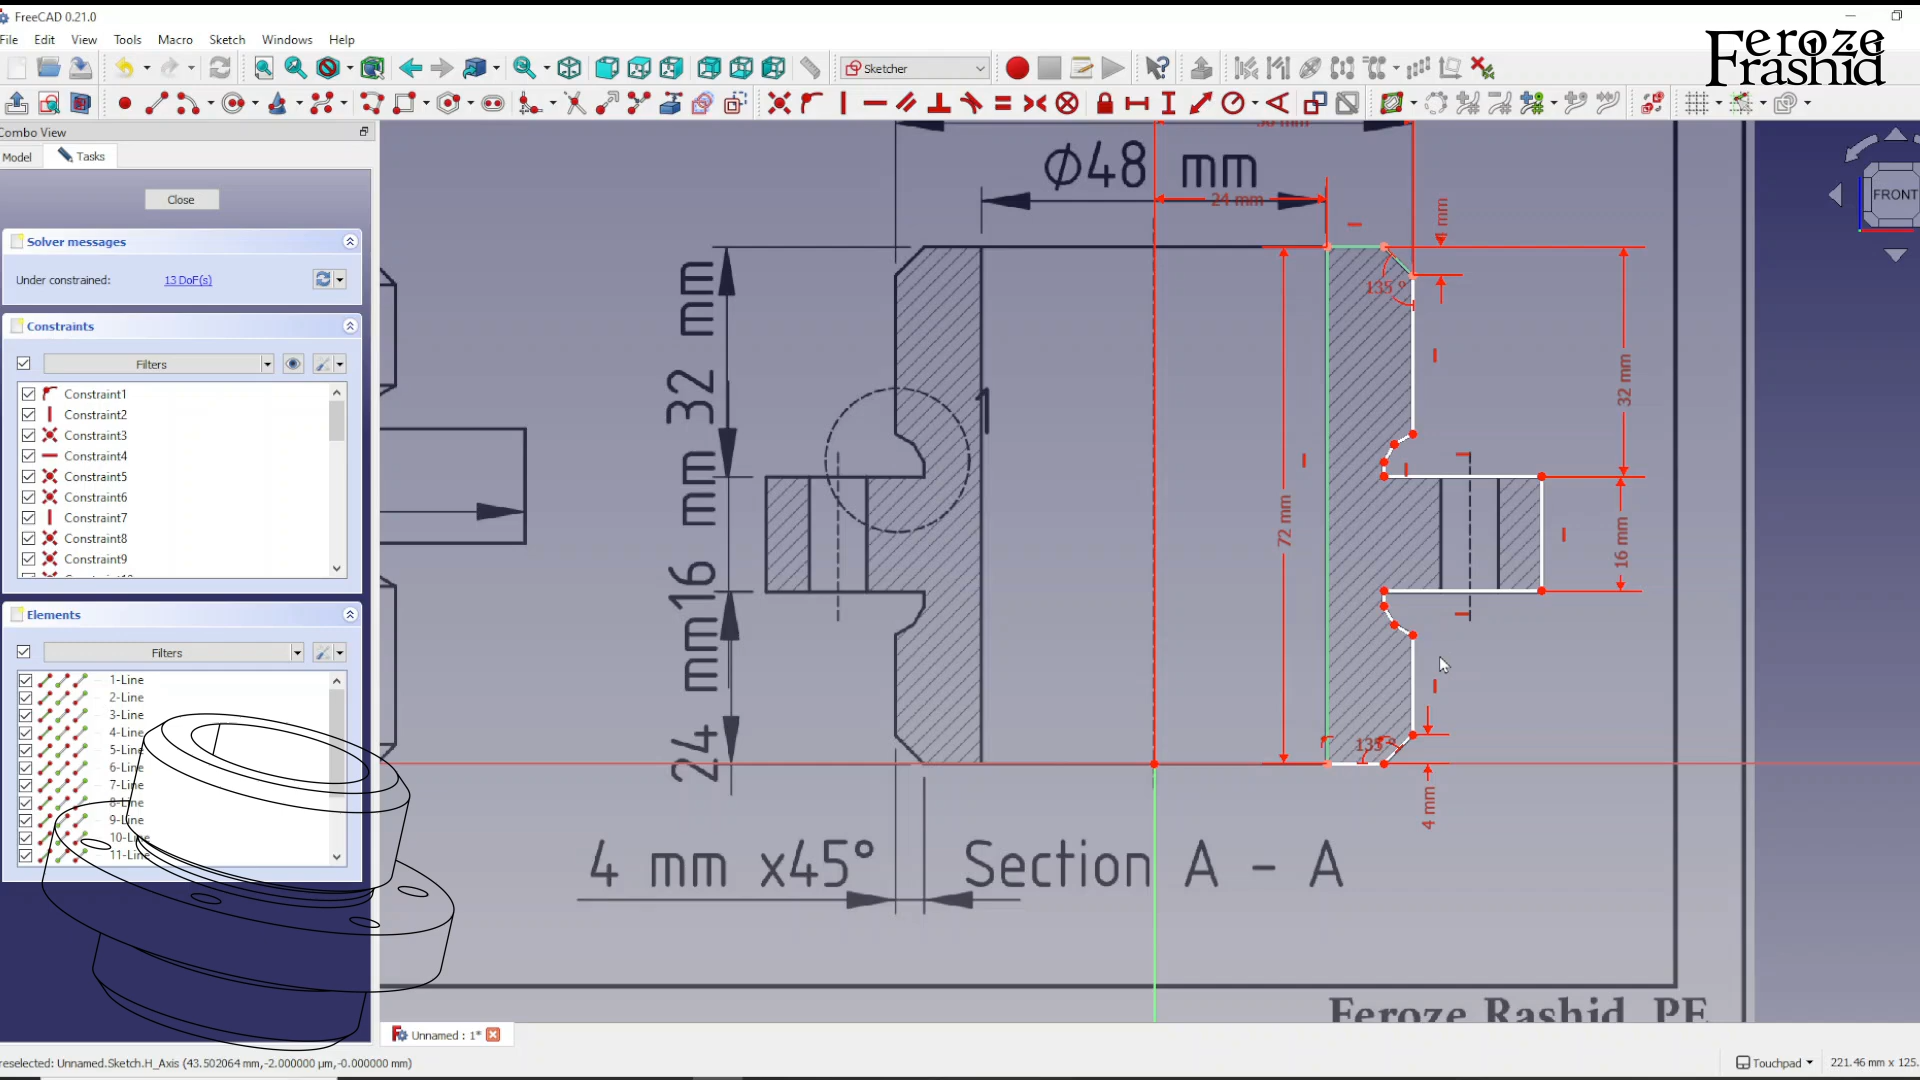 FreeCAD 0.21.0
File Edit View Tools Macro Sketch Windows Help
Feroze
Frashid
Sketcher
Combo View
Model Tasks
Close
Solver messages
Under constrained: 13 DoF(s)
Constraints
Filters
Constraint1
Constraint2
Constraint3
Constraint4
Constraint5
Constraint6
Constraint7
Constraint8
Constraint9
Elements
Filters
1-Line
2-Line
3-Line
4-Line
5-Line
6-Line
7-Line
8-Line
9-Line
10-Line
11-Line
φ48 mm
24 mm
4 mm
135 °
32 mm
32 mm
1
72 mm
16 mm
16 mm
24 mm
135 °
4 mm
4 mm x45°
Section A - A
Feroze Rashid, PE
FRONT
Unnamed : 1*
reselected: Unnamed.Sketch.H_Axis (43.502064 mm,-2.000000 µm,-0.000000 mm)
Touchpad
221.46 mm x 125.